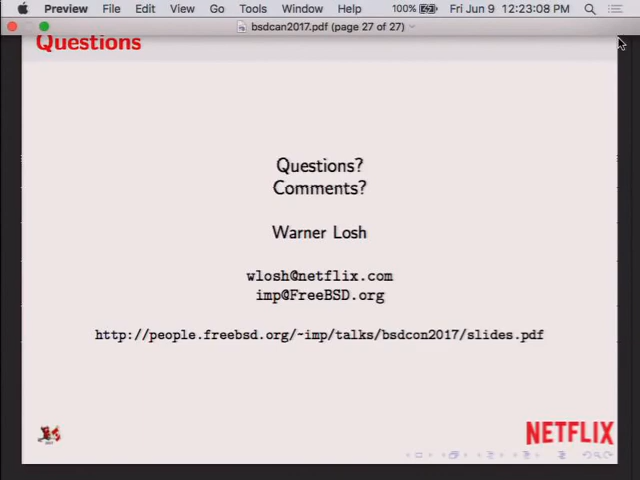 Preview File Edit View Go Tools Window Help 100% Fri Jun 9 12:23:08 PM
bsdcan2017.pdf (page 27 of 27)
Questions
Questions?
Comments?
Warner Losh
wlosh@netflix.com
imp@FreeBSD.org
http://people.freebsd.org/~imp/talks/bsdcon2017/slides.pdf
NETFLIX